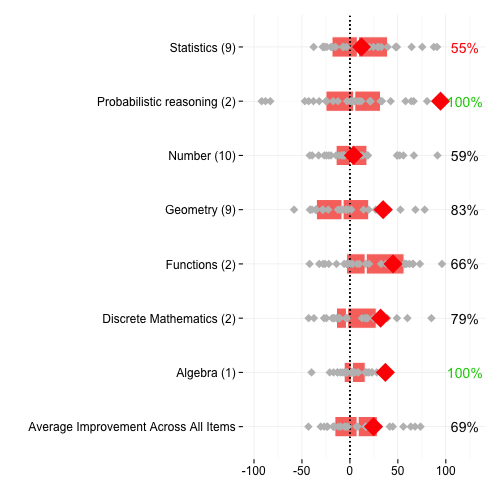 Statistics (9) 55%
Probabilistic reasoning (2) 100%
Number (10) 59%
Geometry (9) 83%
Functions (2) 66%
Discrete Mathematics (2) 79%
Algebra (1) 100%
Average Improvement Across All Items 69%
-100 -50 0 50 100